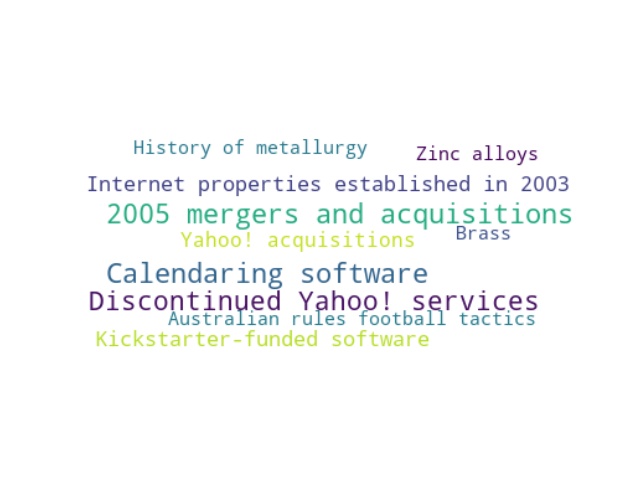 History of metallurgy
Zinc alloys
Internet properties established in 2003
2005 mergers and acquisitions
Brass
Yahoo! acquisitions
Calendaring software
Discontinued Yahoo! services
Australian rules football tactics
Kickstarter-funded software